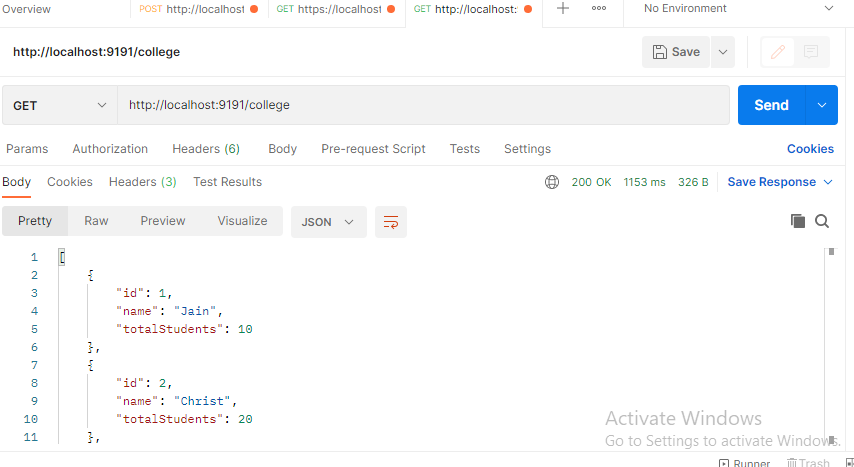 Overview
POST http://localhost
GET https://localhost
GET http://localhost:
No Environment
http://localhost:9191/college
Save
GET
http://localhost:9191/college
Send
Params Authorization Headers (6) Body Pre-request Script Tests Settings Cookies
Body Cookies Headers (3) Test Results 200 OK 1153 ms 326 B Save Response
Pretty Raw Preview Visualize JSON
1 [
2 {
3 "id": 1,
4 "name": "Jain",
5 "totalStudents": 10
6 },
7 {
8 "id": 2,
9 "name": "Christ",
10 "totalStudents": 20
11 },
Activate Windows
Go to Settings to activate Windows.
Runner Trash